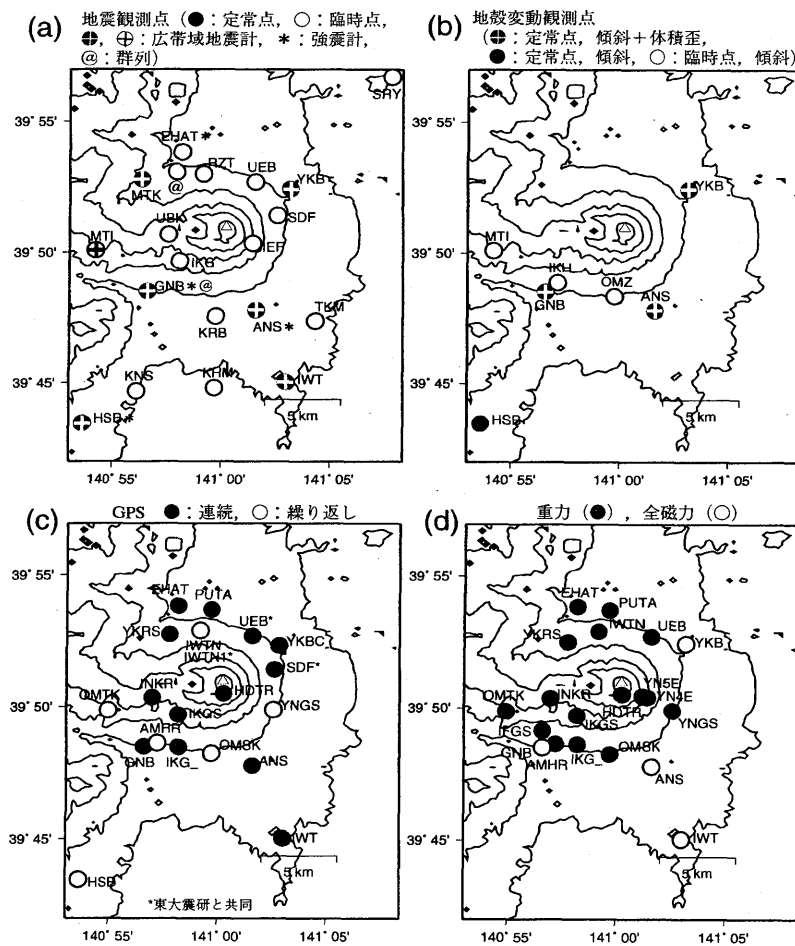 (a) 地震観測点 (●:定常点, ○:臨時点,
⊕, ⊕:広帯域地震計, *:強震計,
@:群列)
SRY
39° 55'
EHAT*
RZT
UEB
YKB
@
MTK
SDF
UBK
MTI
39° 50'
IEF
IKG
GNB*@
TKM
KRB
ANS*
39° 45'
KNS
KHM
IWT
5 km
HSB*
140° 55' 141° 00' 141° 05'
(b) 地殻変動観測点
(⊕:定常点, 傾斜+体積歪,
●:定常点, 傾斜, ○:臨時点, 傾斜)
39° 55'
YKB
MTI
39° 50'
IKH
OMZ
GNB
ANS
39° 45'
5 km
HSB
140° 55' 141° 00' 141° 05'
(c) GPS ●:連続, ○:繰り返し
39° 55'
EHAT
PUTA
UEB*
YKRS
YKBC
IWTN
IWTN1*
SDF*
INKR
HDTR
OMTK
39° 50'
IKGS
YNGS
AMRR
GNB
IKG_
OMSK
ANS
39° 45'
IWT
5 km
HSB
*東大震研と共同
140° 55' 141° 00' 141° 05'
(d) 重力 (●), 全磁力 (○)
39° 55'
EHAT
PUTA
IWTN
UEB
YKRS
YKB
YN5E
INKR
YN4E
OMTK
HDTR
39° 50'
IKGS
YNGS
IFGS
OMSK
AMHR
IKG_
ANS
39° 45'
IWT
5 km
140° 55' 141° 00' 141° 05'